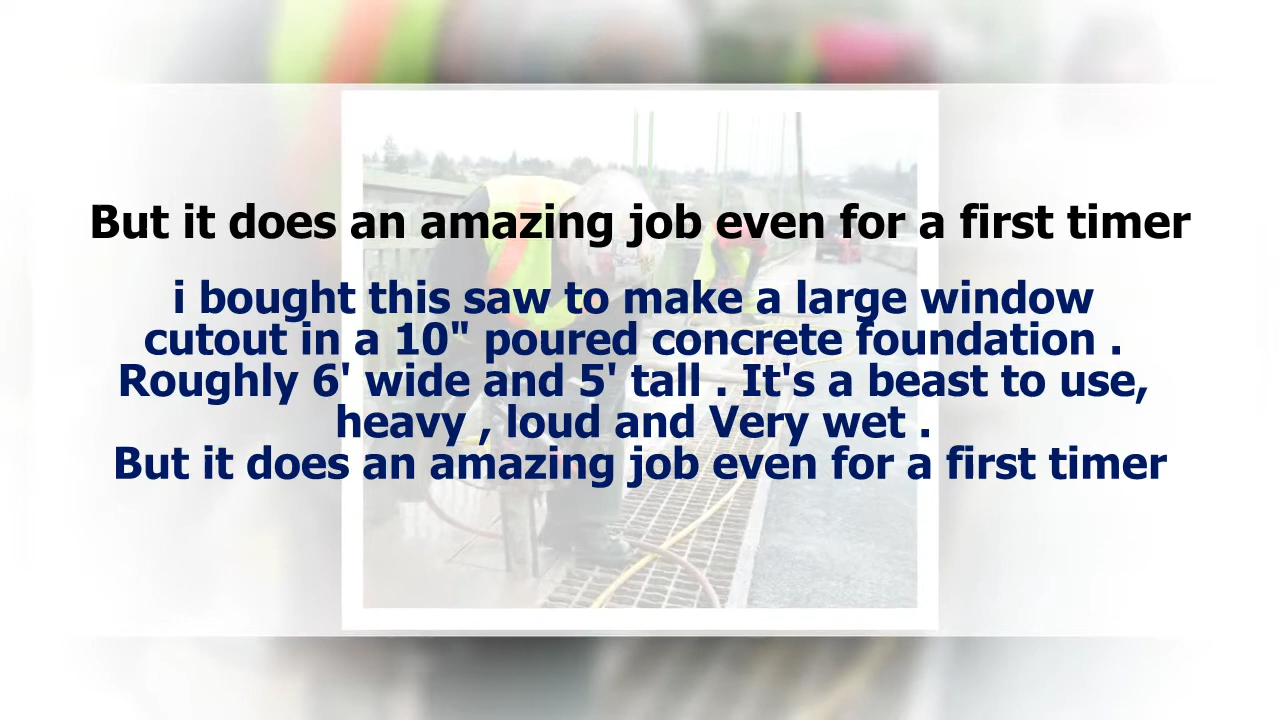 But it does an amazing job even for a first timer
i bought this saw to make a large window
cutout in a 10" poured concrete foundation .
Roughly 6' wide and 5' tall . It's a beast to use,
heavy , loud and Very wet .
But it does an amazing job even for a first timer